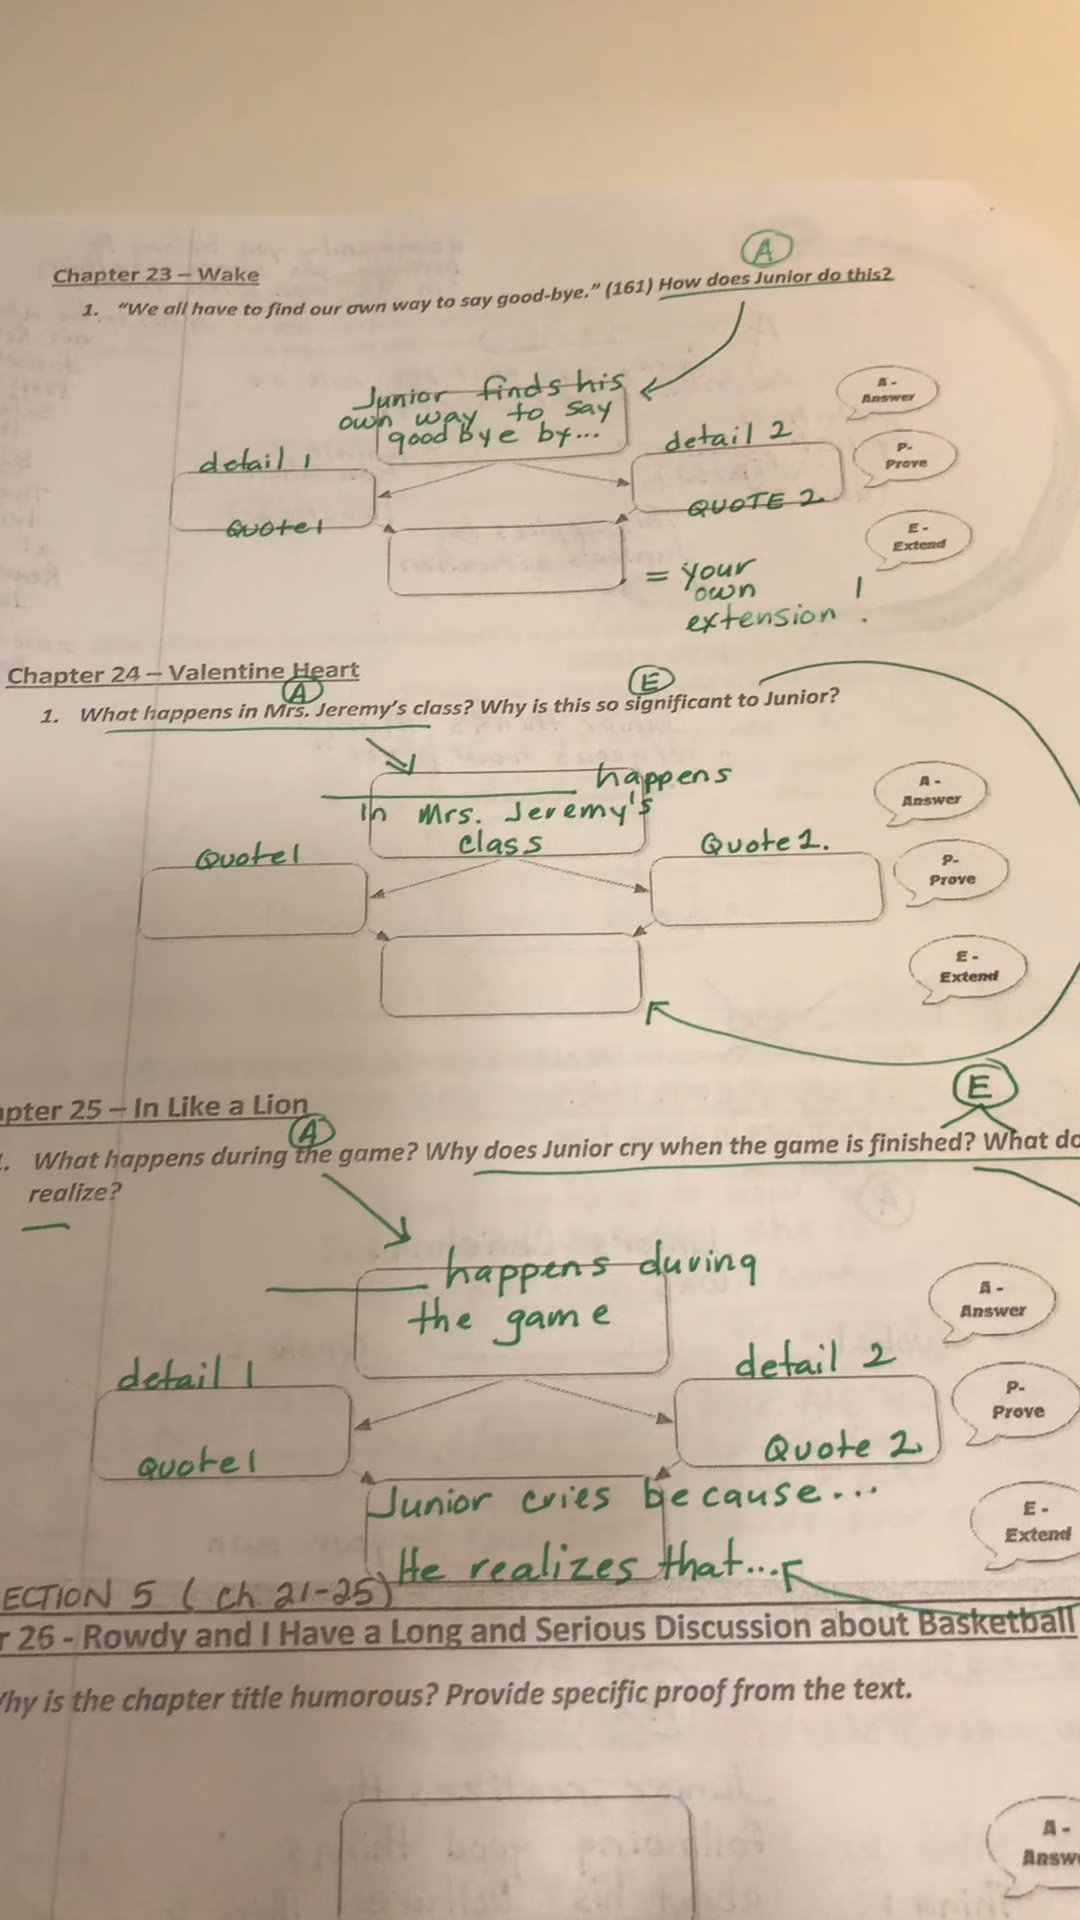 A
Chapter 23 – Wake
1. "We all have to find our own way to say good-bye." (161) How does Junior do this?
Junior finds his
own way to say
good bye by...
A -
Answer
detail 1
detail 2
P-
Prove
Quote 1
QUOTE 2.
E -
Extend
= your
own
extension !
Chapter 24 – Valentine Heart
A
E
1. What happens in Mrs. Jeremy's class? Why is this so significant to Junior?
happens
in Mrs. Jeremy's
class
A -
Answer
Quote 1
Quote 2.
P-
Prove
E -
Extend
E
apter 25 – In Like a Lion
A
. What happens during the game? Why does Junior cry when the game is finished? What do
realize?
happens during
the game
A -
Answer
detail 1
detail 2
P-
Prove
Quote 1
Quote 2.
Junior cries because...
He realizes that...
E -
Extend
ECTION 5 ( ch 21-25)
r 26 - Rowdy and I Have a Long and Serious Discussion about Basketball
hy is the chapter title humorous? Provide specific proof from the text.
A -
Answ